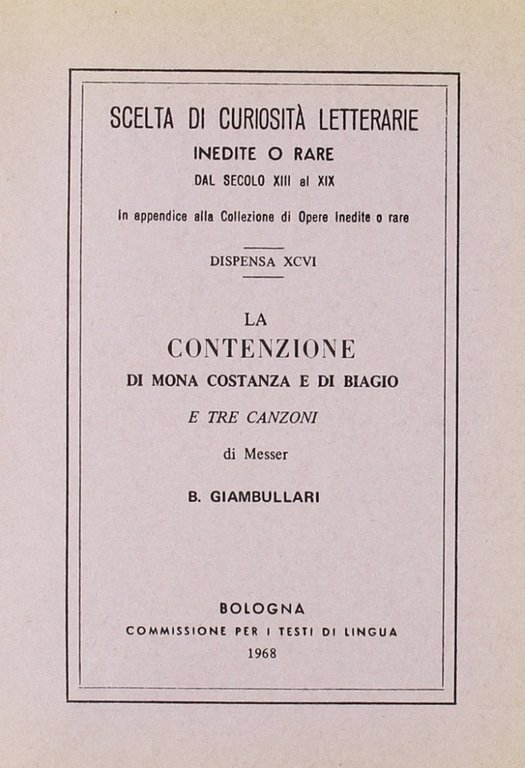 SCELTA DI CURIOSITÀ LETTERARIE
INEDITE O RARE
DAL SECOLO XIII al XIX
In appendice alla Collezione di Opere Inedite o rare
DISPENSA XCVI
LA
CONTENZIONE
DI MONA COSTANZA E DI BIAGIO
E TRE CANZONI
di Messer
B. GIAMBULLARI
BOLOGNA
COMMISSIONE PER I TESTI DI LINGUA
1968